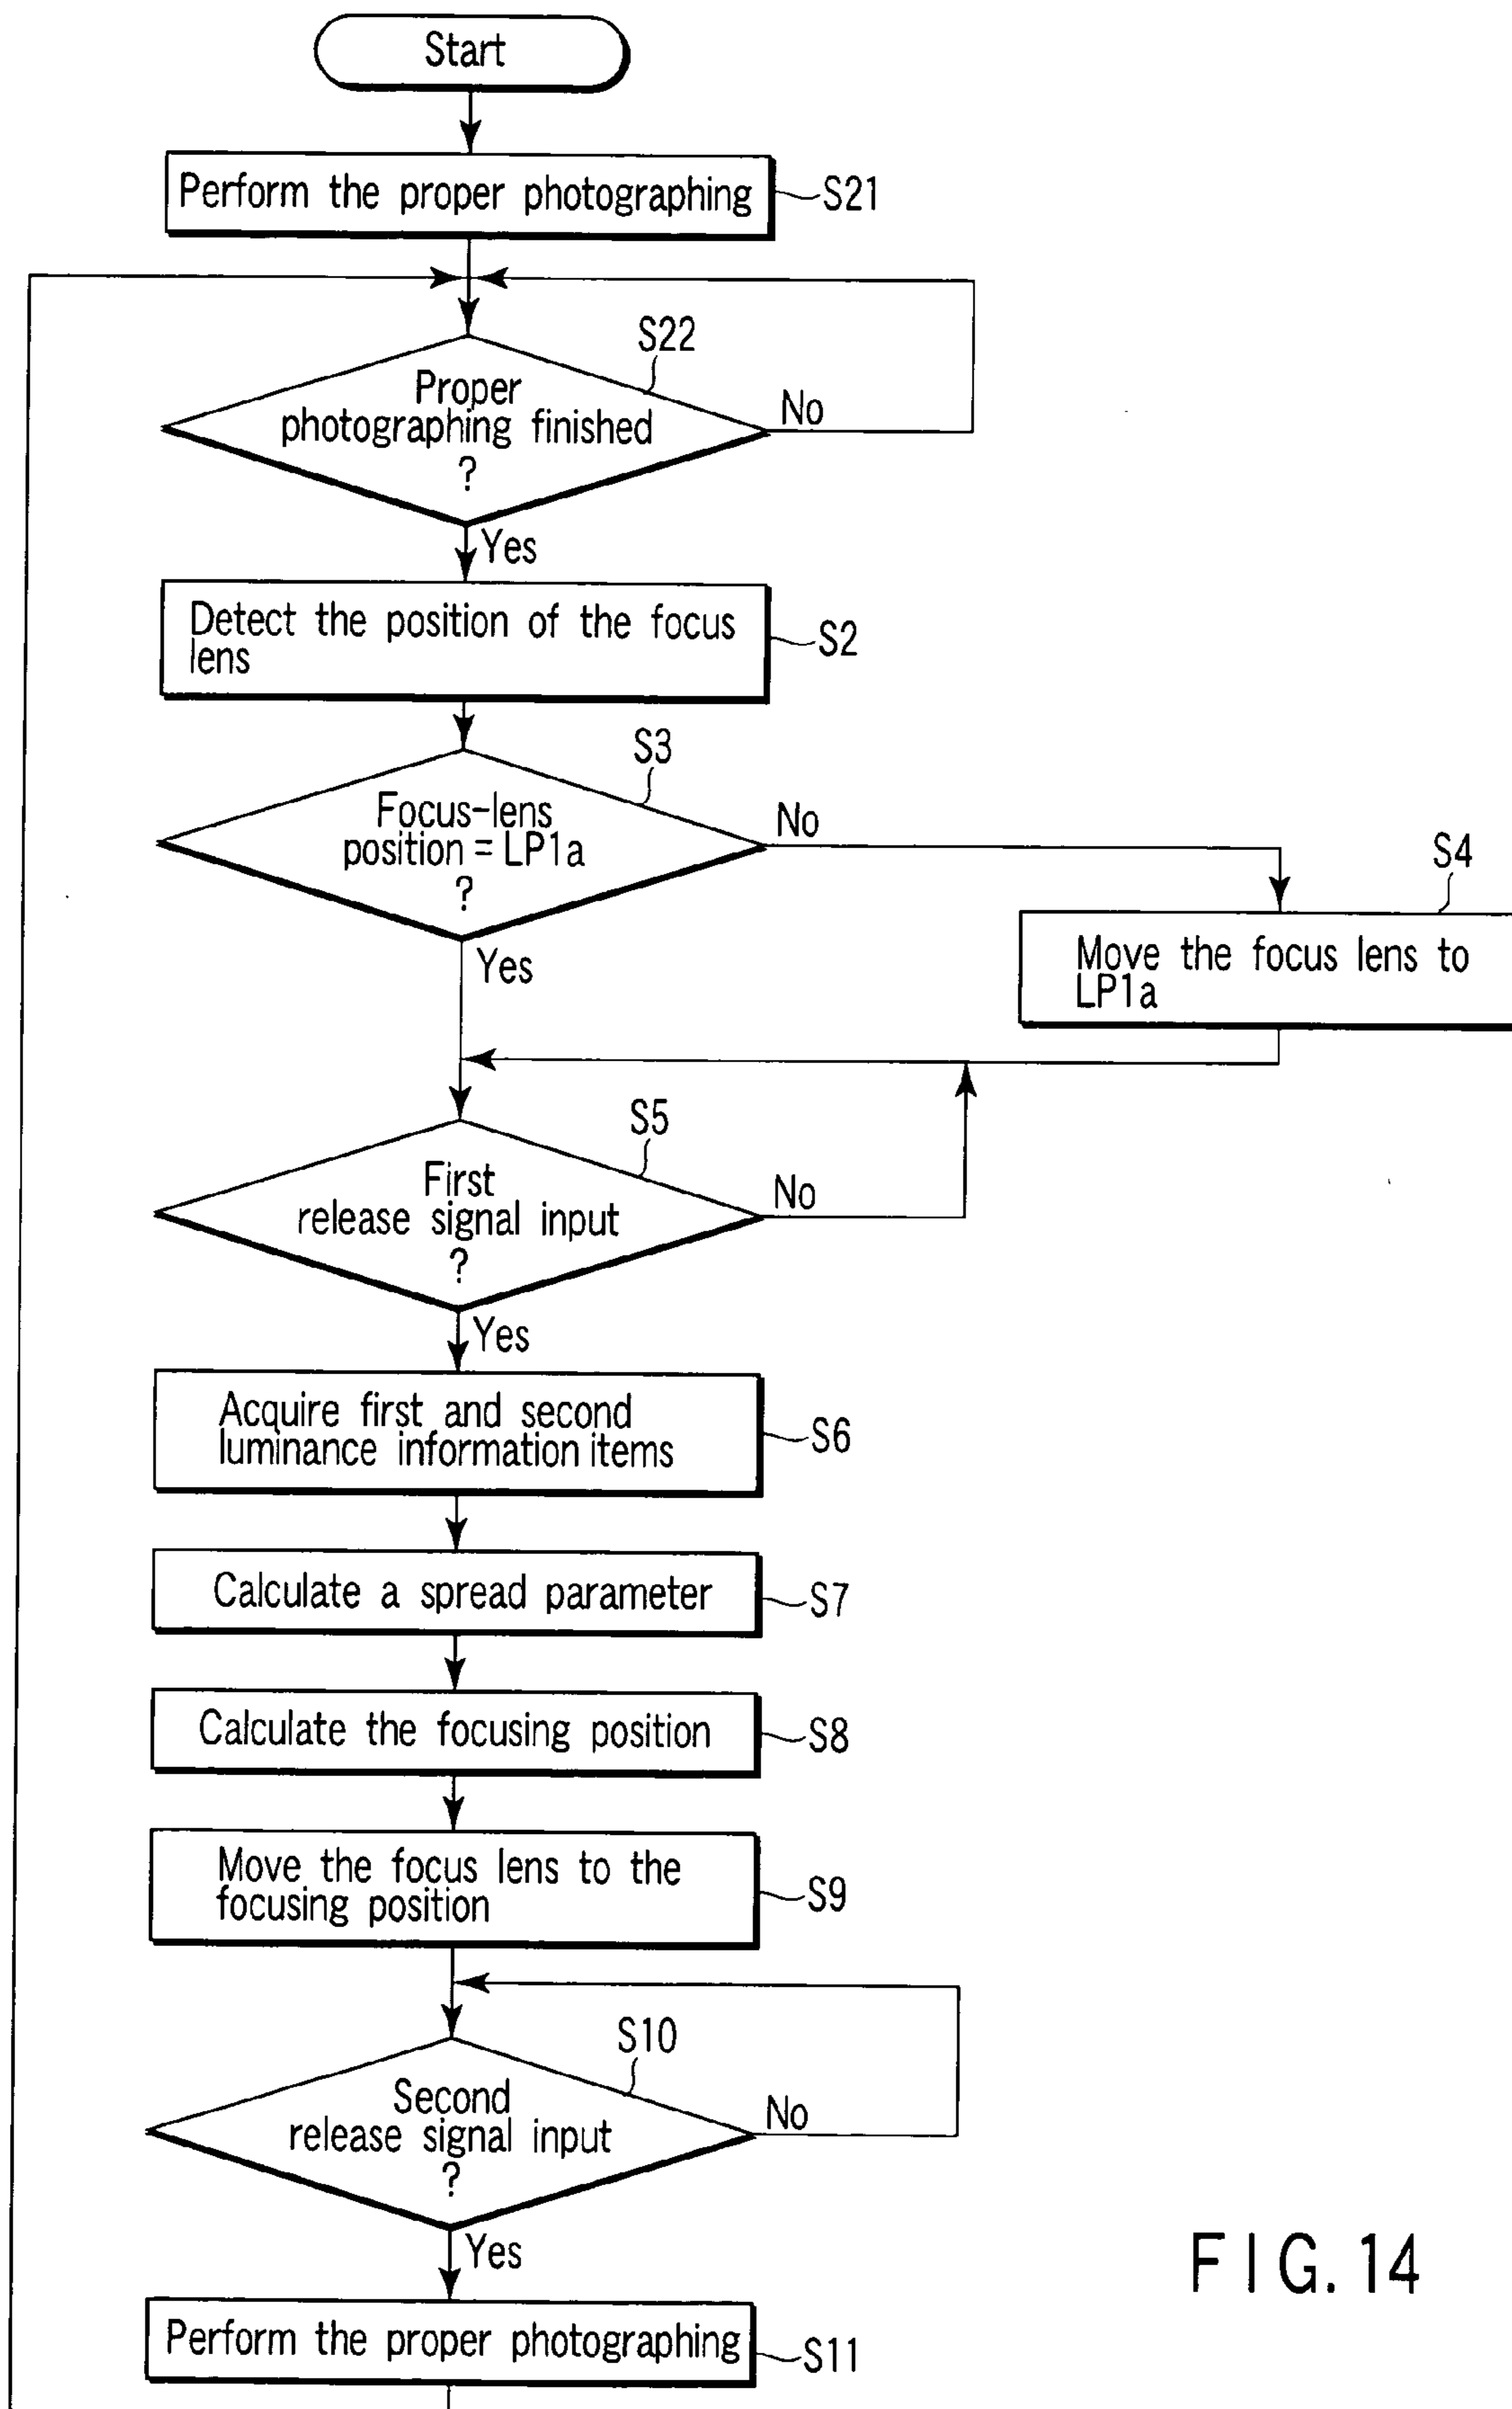 Start
Perform the proper photographing
S21
S22
Proper
photographing finished
?
No
Yes
Detect the position of the focus
lens
S2
S3
Focus-lens
position = LP1a
?
No
Yes
S4
Move the focus lens to
LP1a
S5
First
release signal input
?
No
Yes
Acquire first and second
luminance information items
S6
Calculate a spread parameter
S7
Calculate the focusing position
S8
Move the focus lens to the
focusing position
S9
S10
Second
release signal input
?
No
Yes
Perform the proper photographing
S11
FIG. 14